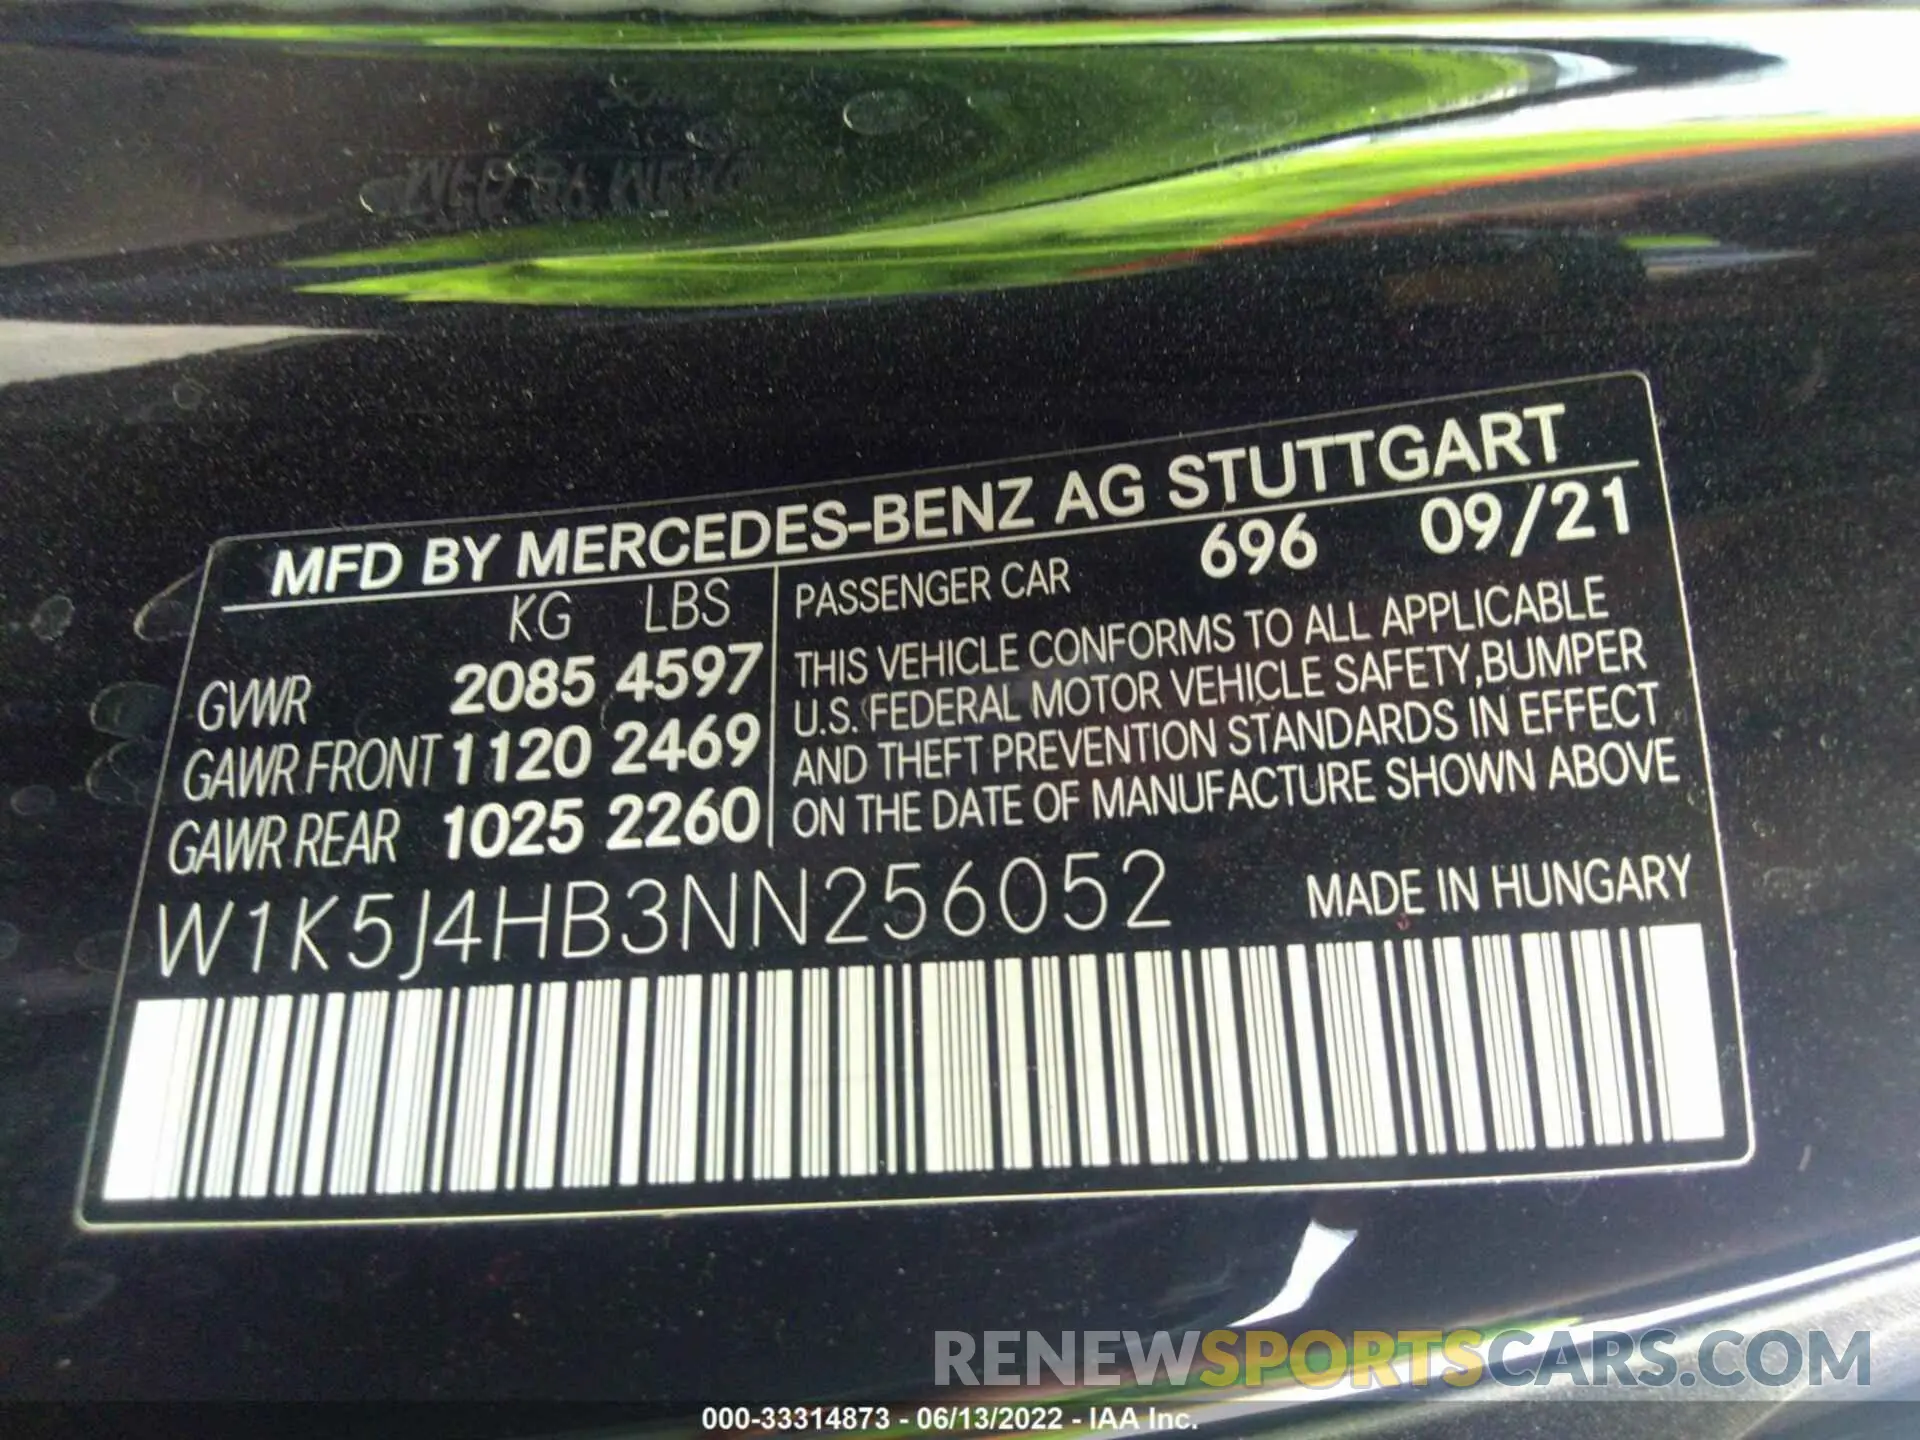 MFD BY MERCEDES-BENZ AG STUTTGART
KG LBS
GVWR 2085 4597
GAWR FRONT 1120 2469
GAWR REAR 1025 2260
PASSENGER CAR 696 09/21
THIS VEHICLE CONFORMS TO ALL APPLICABLE
U.S. FEDERAL MOTOR VEHICLE SAFETY,BUMPER
AND THEFT PREVENTION STANDARDS IN EFFECT
ON THE DATE OF MANUFACTURE SHOWN ABOVE
W1K5J4HB3NN256052 MADE IN HUNGARY
RENEWSPORTSCARS.COM
000-33314873 - 06/13/2022 - IAA Inc.